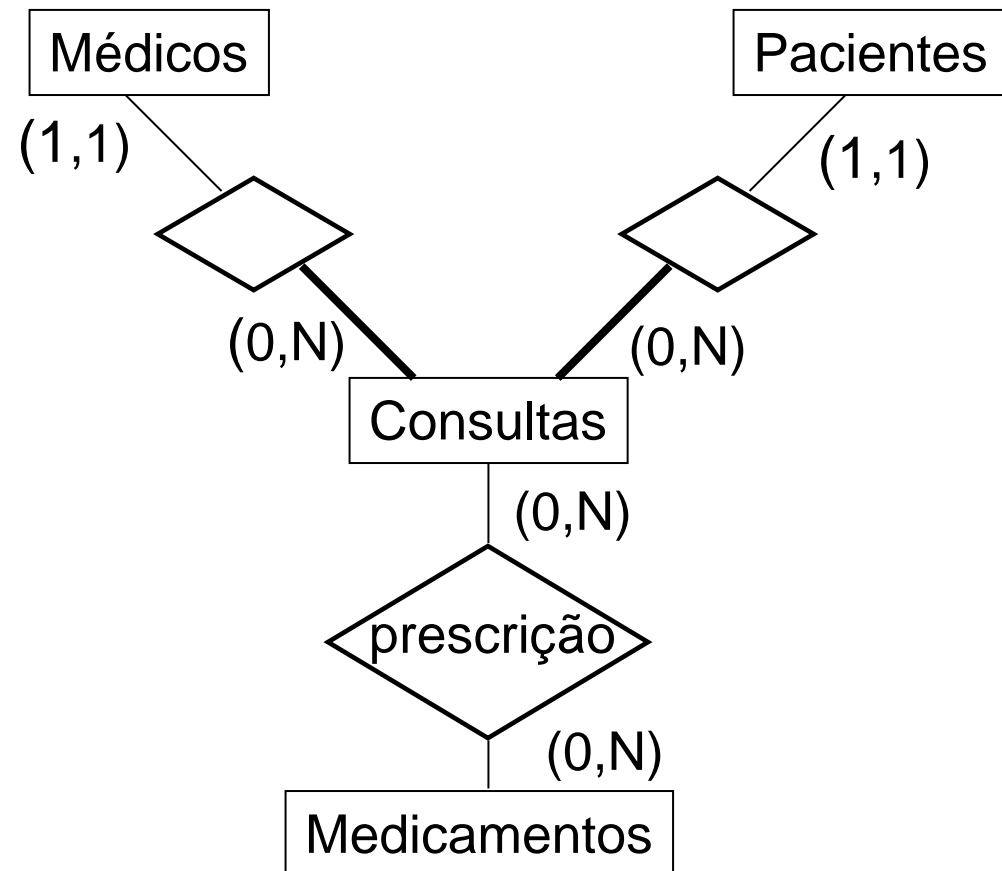 Médicos
Pacientes
(1,1)
(1,1)
(0,N)
(0,N)
Consultas
(0,N)
prescrição
(0,N)
Medicamentos